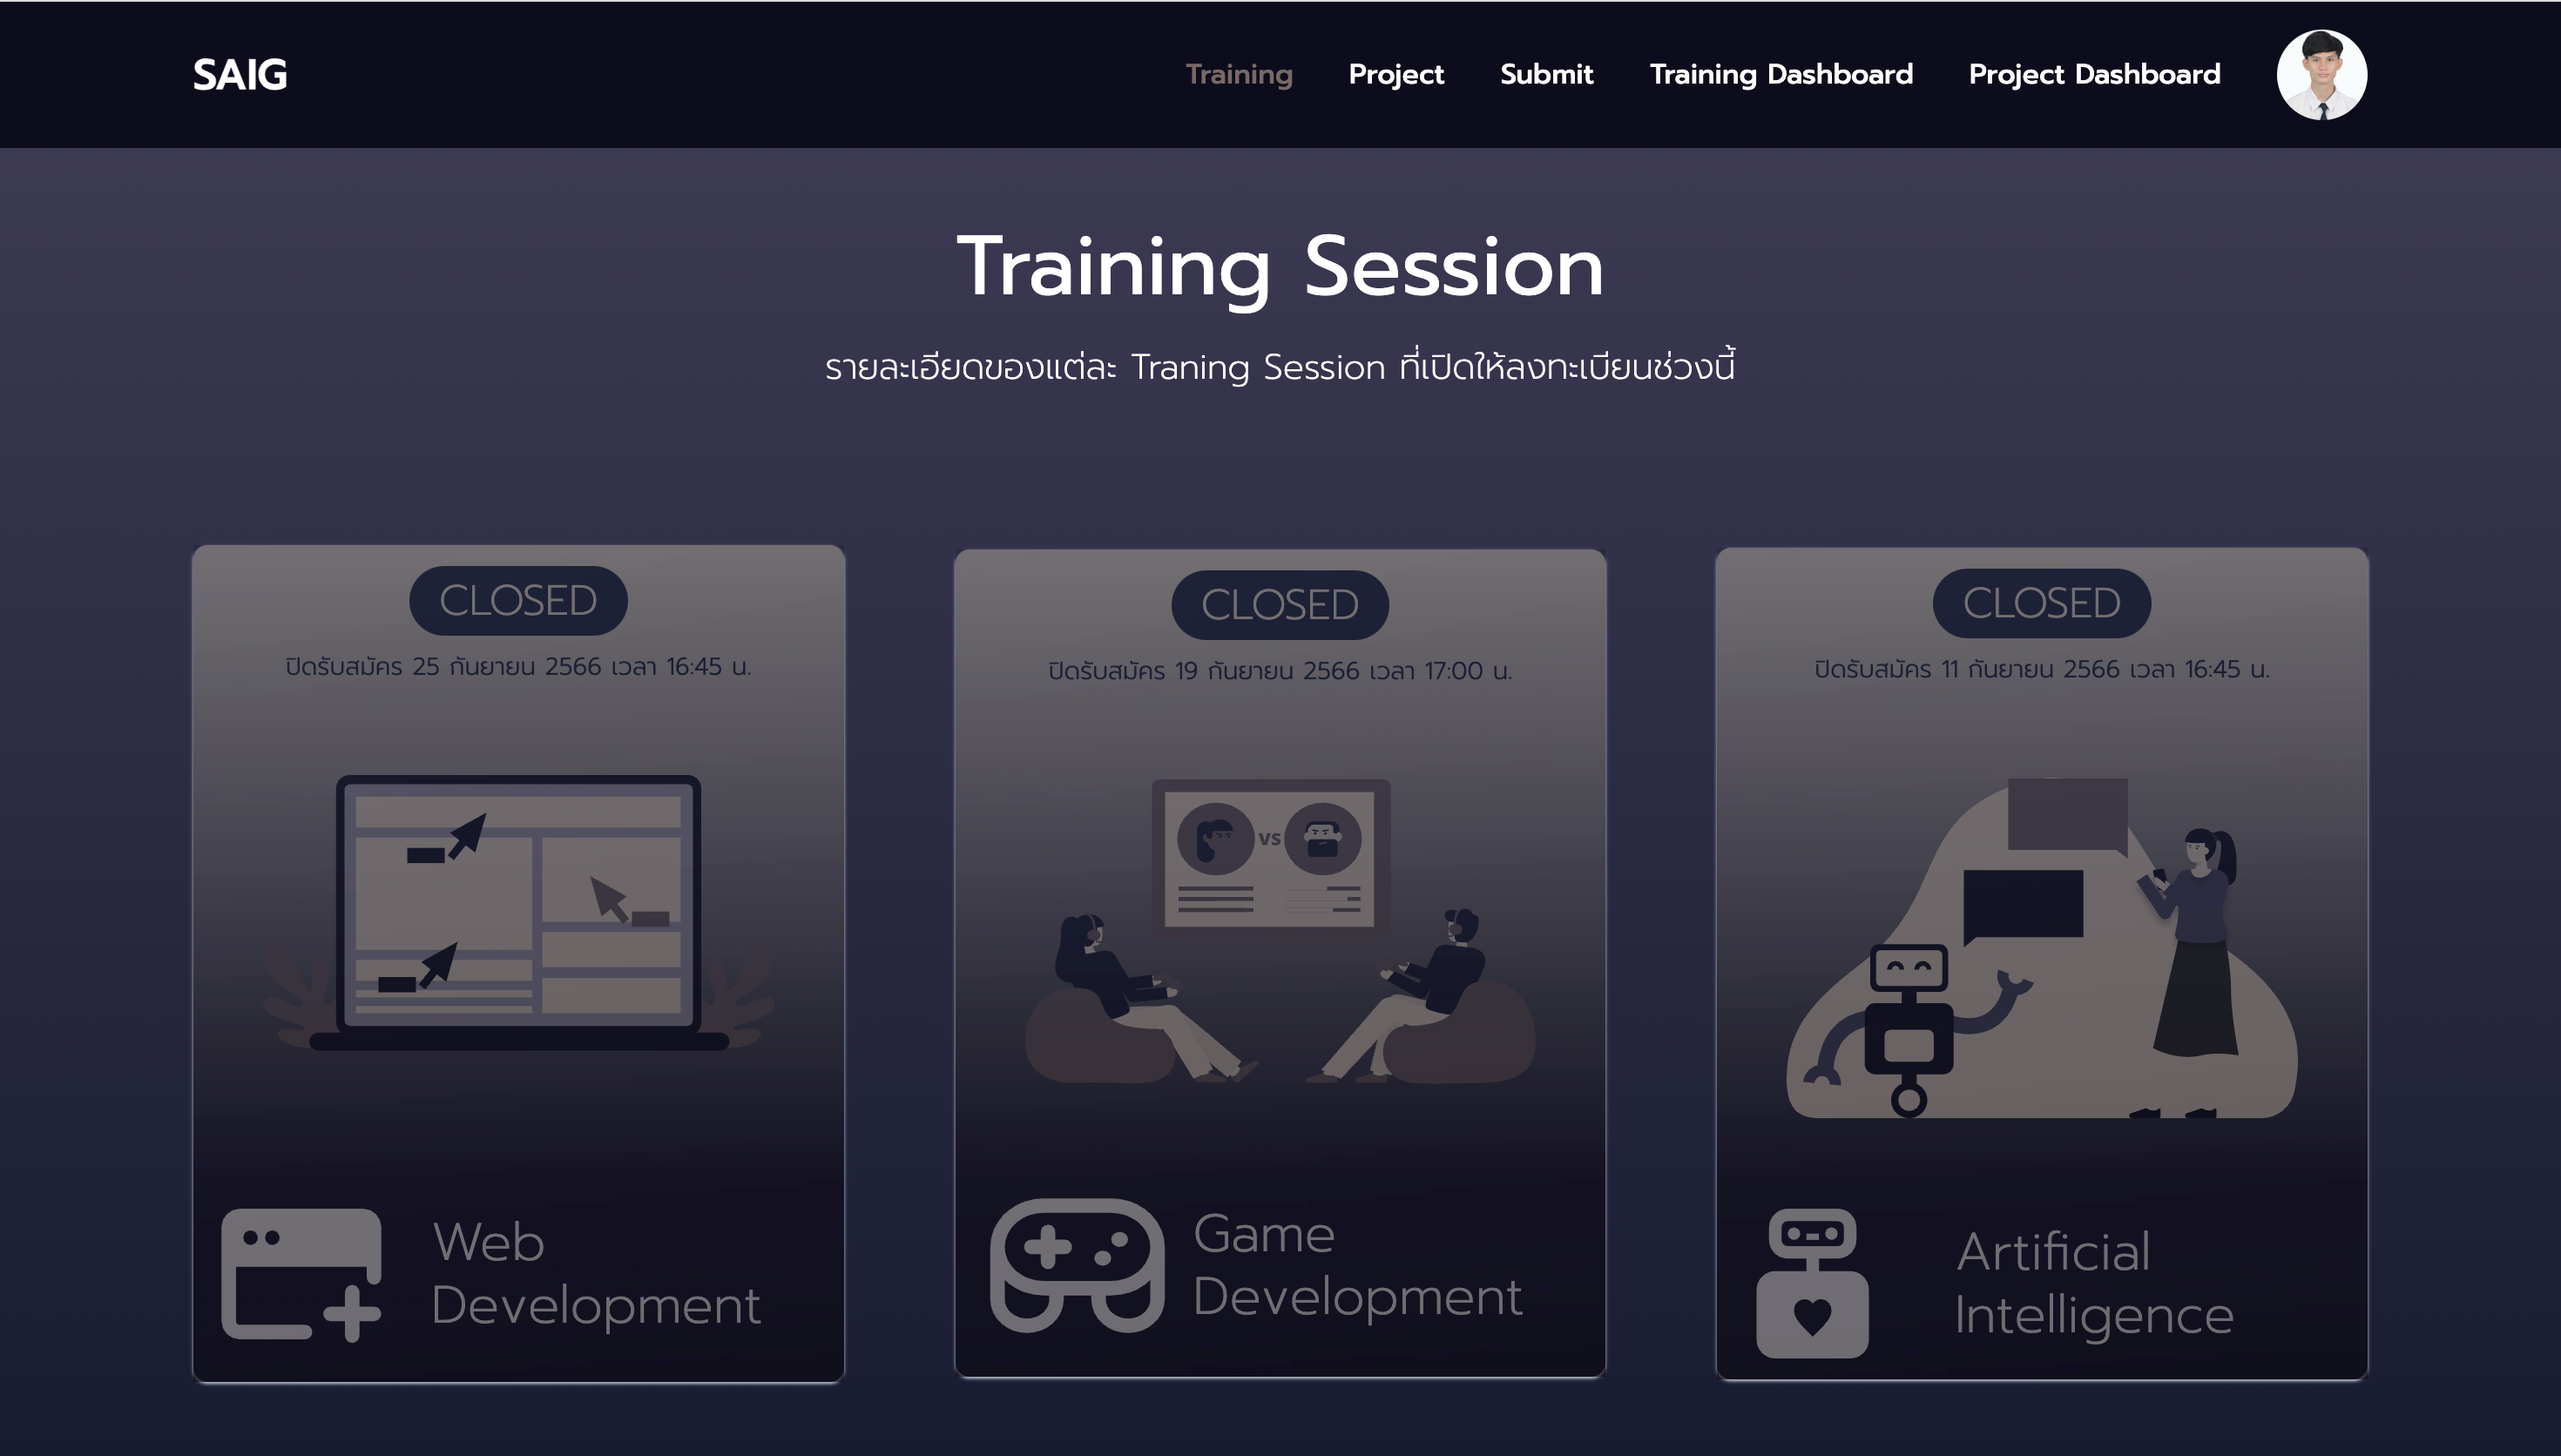 SAIG
Training
Project
Submit
Training Dashboard
Project Dashboard
Training Session
รายละเอียดของแต่ละ Traning Session ที่เปิดให้ลงทะเบียนช่วงนี้
CLOSED
ปิดรับสมัคร 25 กันยายน 2566 เวลา 16:45 น.
Web
Development
CLOSED
ปิดรับสมัคร 19 กันยายน 2566 เวลา 17:00 น.
VS
Game
Development
CLOSED
ปิดรับสมัคร 11 กันยายน 2566 เวลา 16:45 น.
Artificial
Intelligence